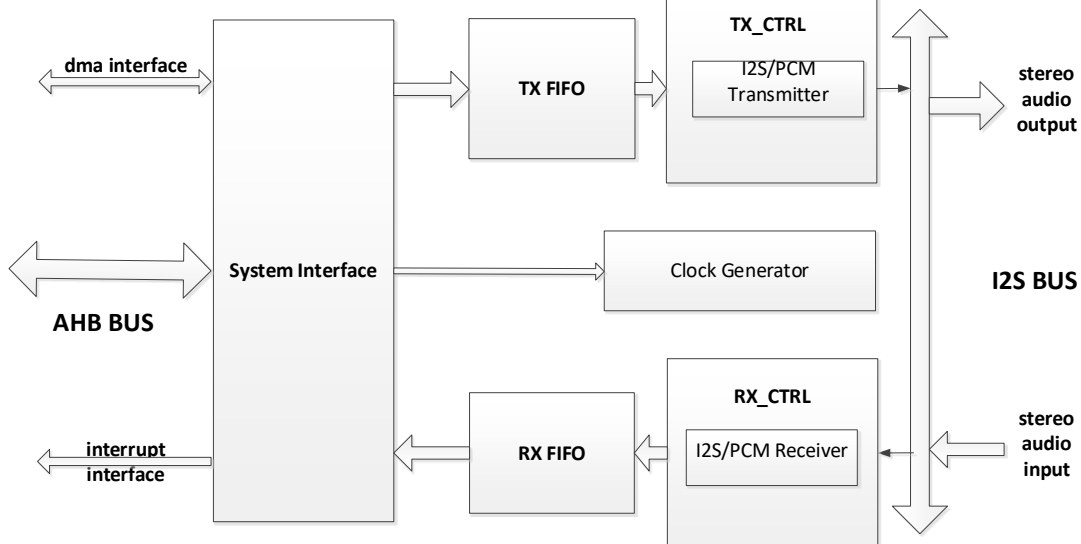 TX_CTRL
dma interface
I2S/PCM
Transmitter
stereo
audio
output
TX FIFO
System Interface
Clock Generator
I2S BUS
AHB BUS
RX_CTRL
interrupt
interface
RX FIFO
I2S/PCM Receiver
stereo
audio
input